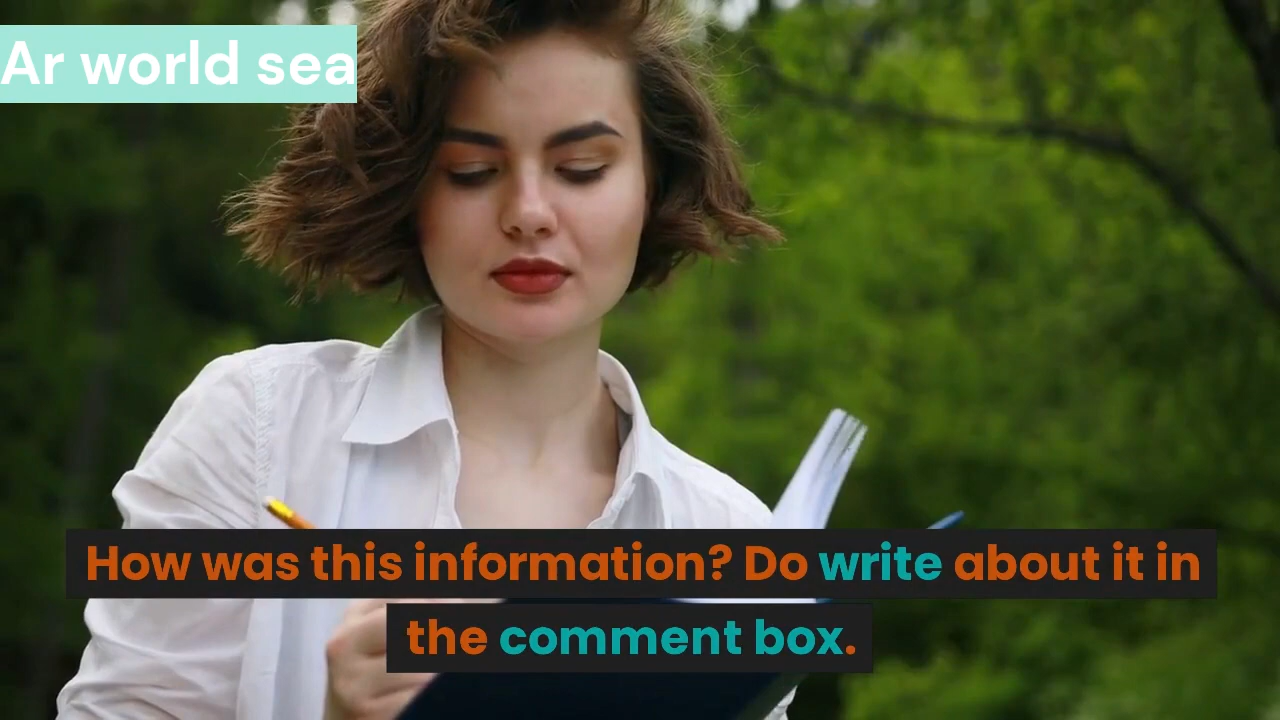 Ar world sea
How was this information? Do write about it in
the comment box.